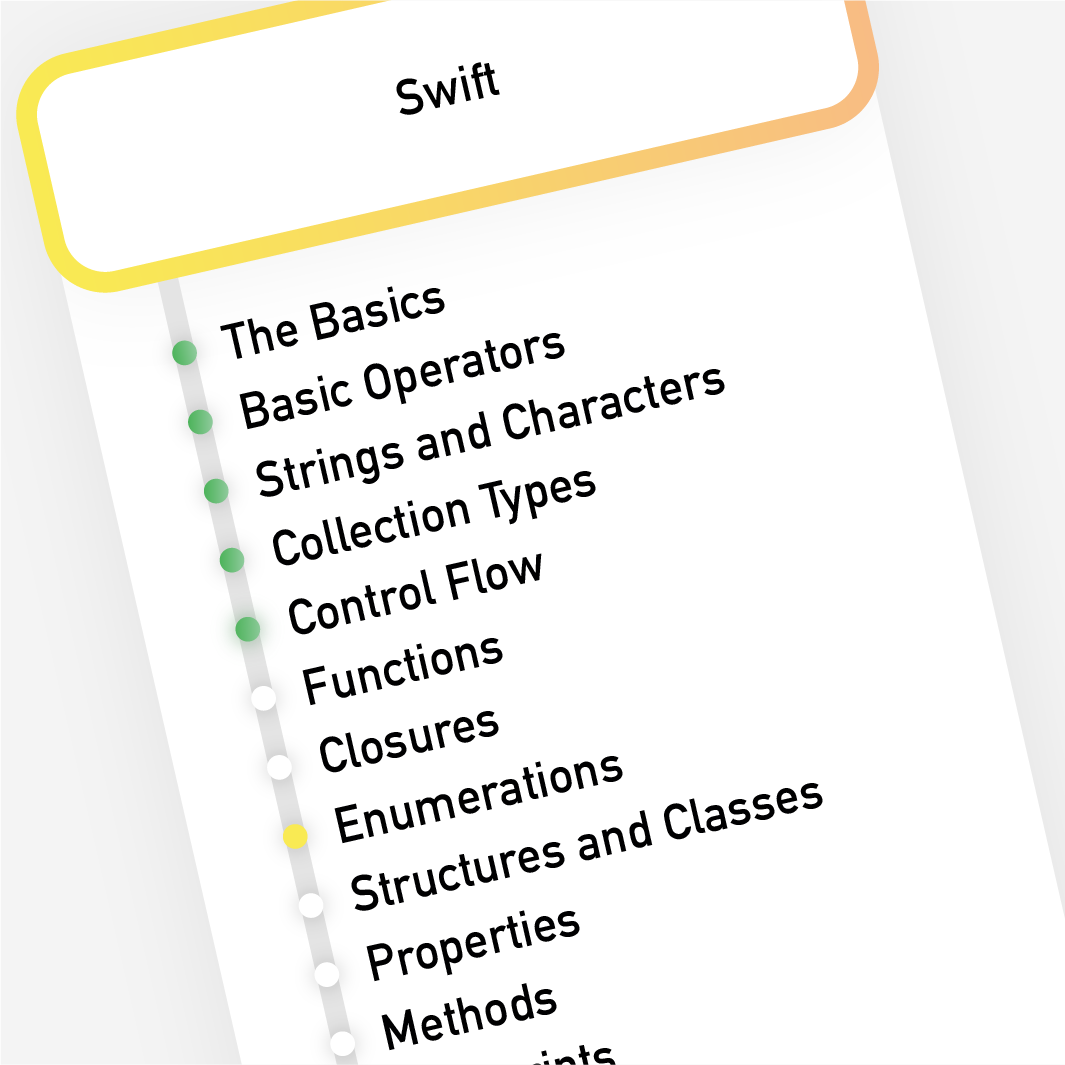 Swift
The Basics
Basic Operators
Strings and Characters
Collection Types
Control Flow
Functions
Closures
Enumerations
Structures and Classes
Properties
Methods